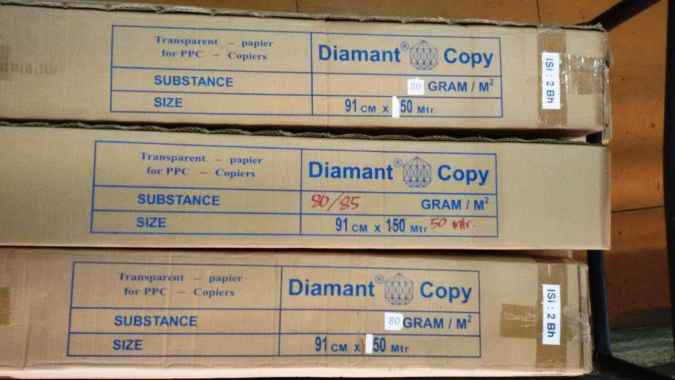 Transparent – papier
for PPC – Copiers
Diamant® Copy
SUBSTANCE 80 GRAM / M²
SIZE 91 CM X 50 Mtr
ISI : 2 Bh
Transparent – papier
for PPC – Copiers
Diamant® Copy
SUBSTANCE 80/85 GRAM / M²
SIZE 91 CM X 150 Mtr 50 Mtr.
Transparent – papier
for PPC – Copiers
Diamant® Copy
SUBSTANCE 80 GRAM / M²
SIZE 91 CM X 50 Mtr
ISI : 2 Bh